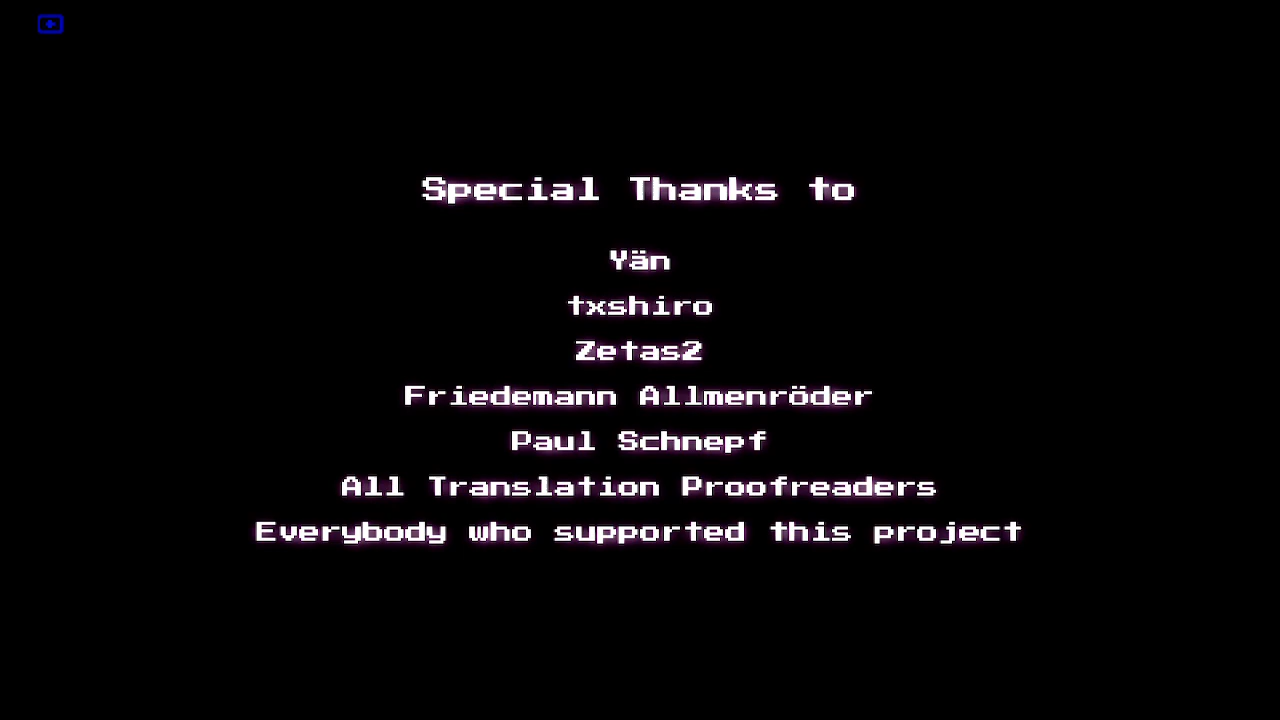 Special Thanks to
Yän
txshiro
Zetas2
Friedemann Allmenröder
Paul Schnepf
All Translation Proofreaders
Everybody who supported this project